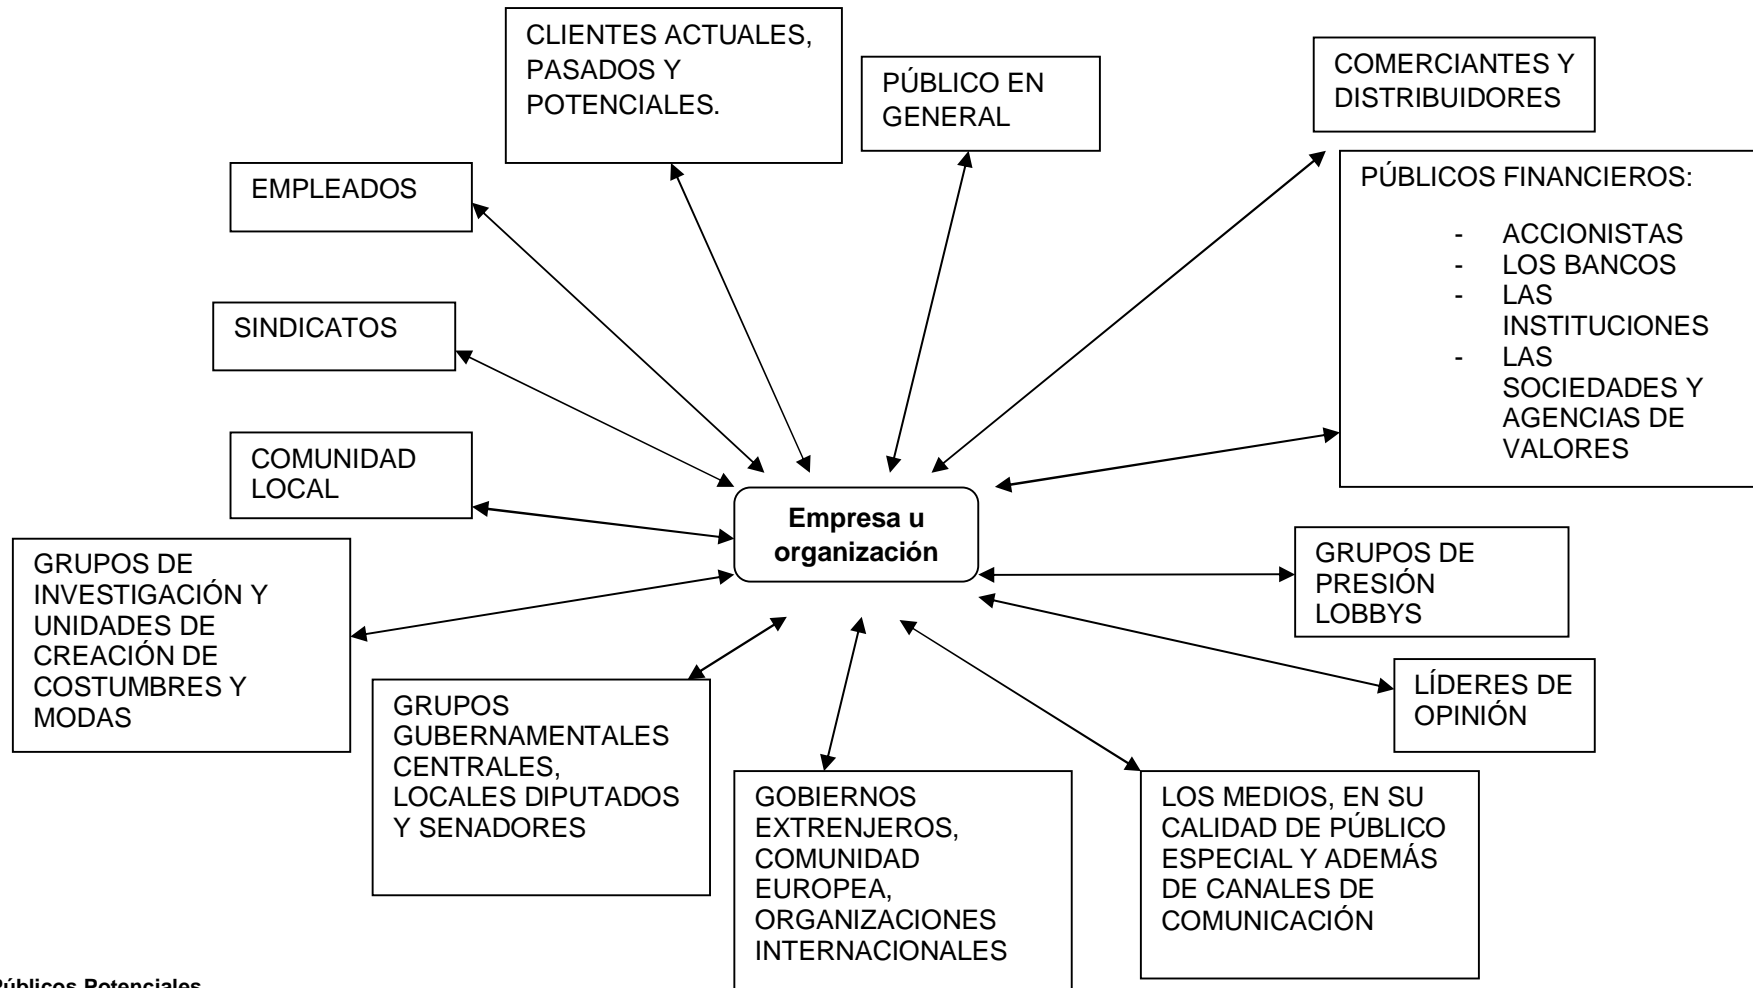 CLIENTES ACTUALES,
PASADOS Y
POTENCIALES.
PÚBLICO EN
GENERAL
COMERCIANTES Y
DISTRIBUIDORES
EMPLEADOS
PÚBLICOS FINANCIEROS:
- ACCIONISTAS
- LOS BANCOS
- LAS
INSTITUCIONES
- LAS
SOCIEDADES Y
AGENCIAS DE
VALORES
SINDICATOS
COMUNIDAD
LOCAL
Empresa u
organización
GRUPOS DE
INVESTIGACIÓN Y
UNIDADES DE
CREACIÓN DE
COSTUMBRES Y
MODAS
GRUPOS DE
PRESIÓN
LOBBYS
LÍDERES DE
OPINIÓN
GRUPOS
GUBERNAMENTALES
CENTRALES,
LOCALES DIPUTADOS
Y SENADORES
GOBIERNOS
EXTRENJEROS,
COMUNIDAD
EUROPEA,
ORGANIZACIONES
INTERNACIONALES
LOS MEDIOS, EN SU
CALIDAD DE PÚBLICO
ESPECIAL Y ADEMÁS
DE CANALES DE
COMUNICACIÓN
Públicos Potenciales